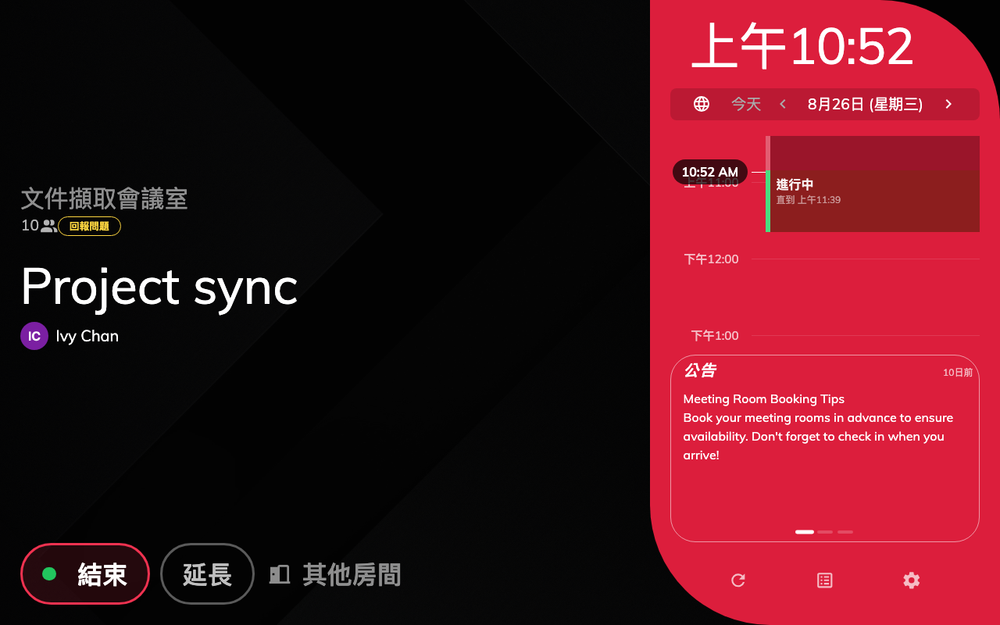 文件擷取會議室
10
回報問題
Project sync
IC
Ivy Chan
結束
延長
其他房間
上午10:52
今天
8月26日 (星期三)
10:52 AM
上午11:00
進行中
直到 上午11:39
下午12:00
下午1:00
公告
10日前
Meeting Room Booking Tips
Book your meeting rooms in advance to ensure
availability. Don't forget to check in when you
arrive!